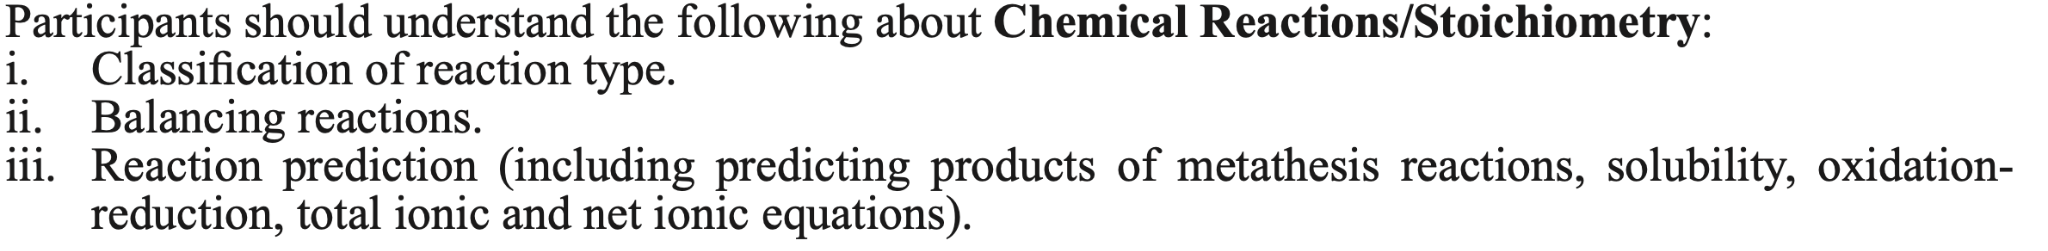 Participants should understand the following about Chemical Reactions/Stoichiometry:
i. Classification of reaction type.
ii. Balancing reactions.
iii. Reaction prediction (including predicting products of metathesis reactions, solubility, oxidation-
reduction, total ionic and net ionic equations).